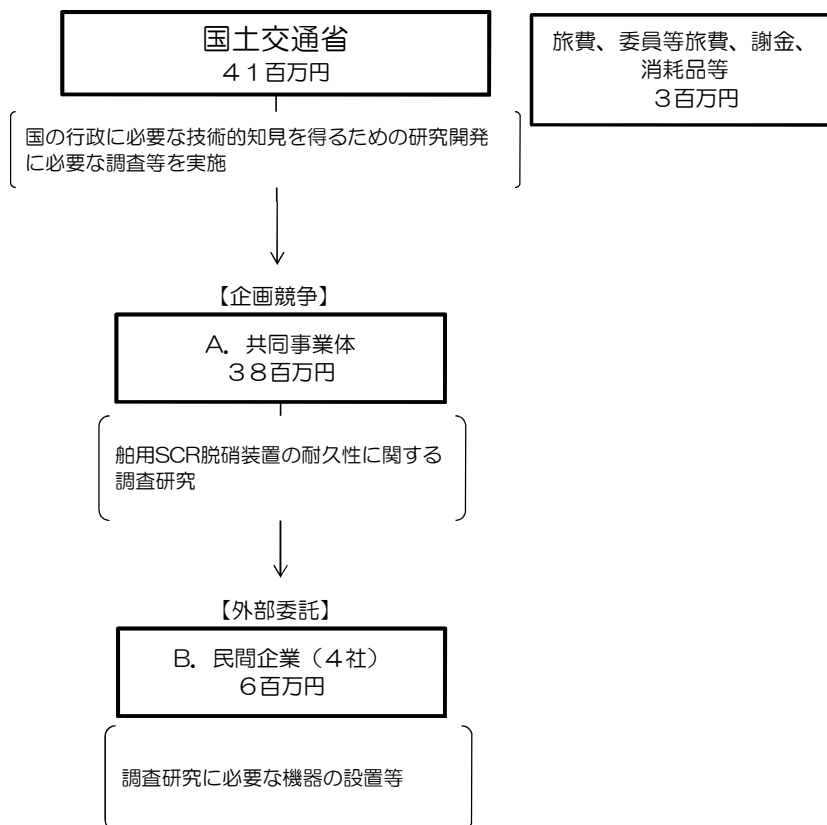 国土交通省
４１百万円
旅費、委員等旅費、謝金、
消耗品等
３百万円
国の行政に必要な技術的知見を得るための研究開発
に必要な調査等を実施
【企画競争】
Ａ．共同事業体
３８百万円
舶用SCR脱硝装置の耐久性に関する
調査研究
【外部委託】
Ｂ．民間企業（４社）
６百万円
調査研究に必要な機器の設置等